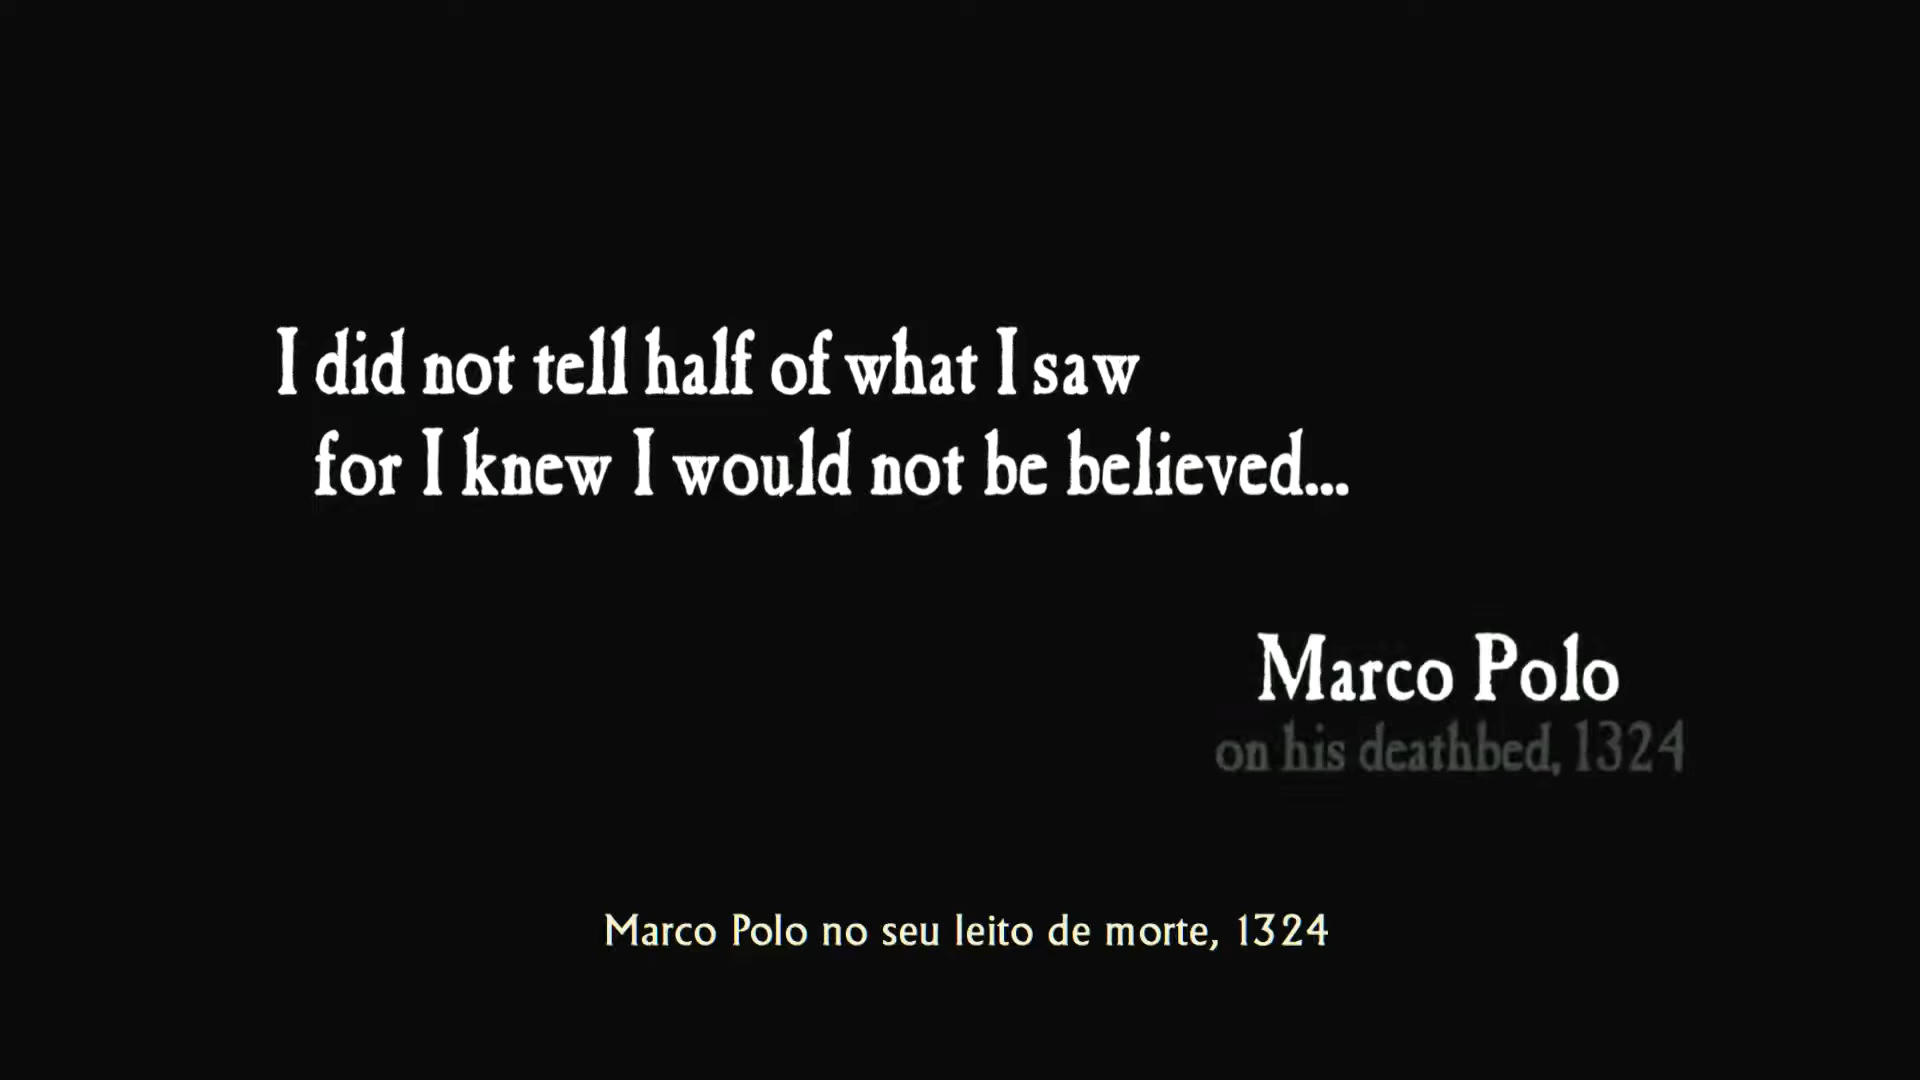 I did not tell half of what I saw
for I knew I would not be believed...
Marco Polo
on his deathbed, 1324
Marco Polo no seu leito de morte, 1324